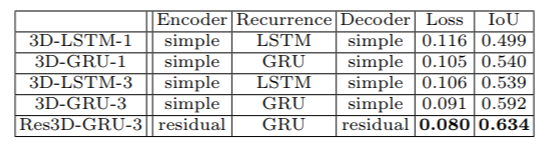 Encoder Recurrence Decoder Loss IoU
3D-LSTM-1 simple LSTM simple 0.116 0.499
3D-GRU-1 simple GRU simple 0.105 0.540
3D-LSTM-3 simple LSTM simple 0.106 0.539
3D-GRU-3 simple GRU simple 0.091 0.592
Res3D-GRU-3 residual GRU residual 0.080 0.634